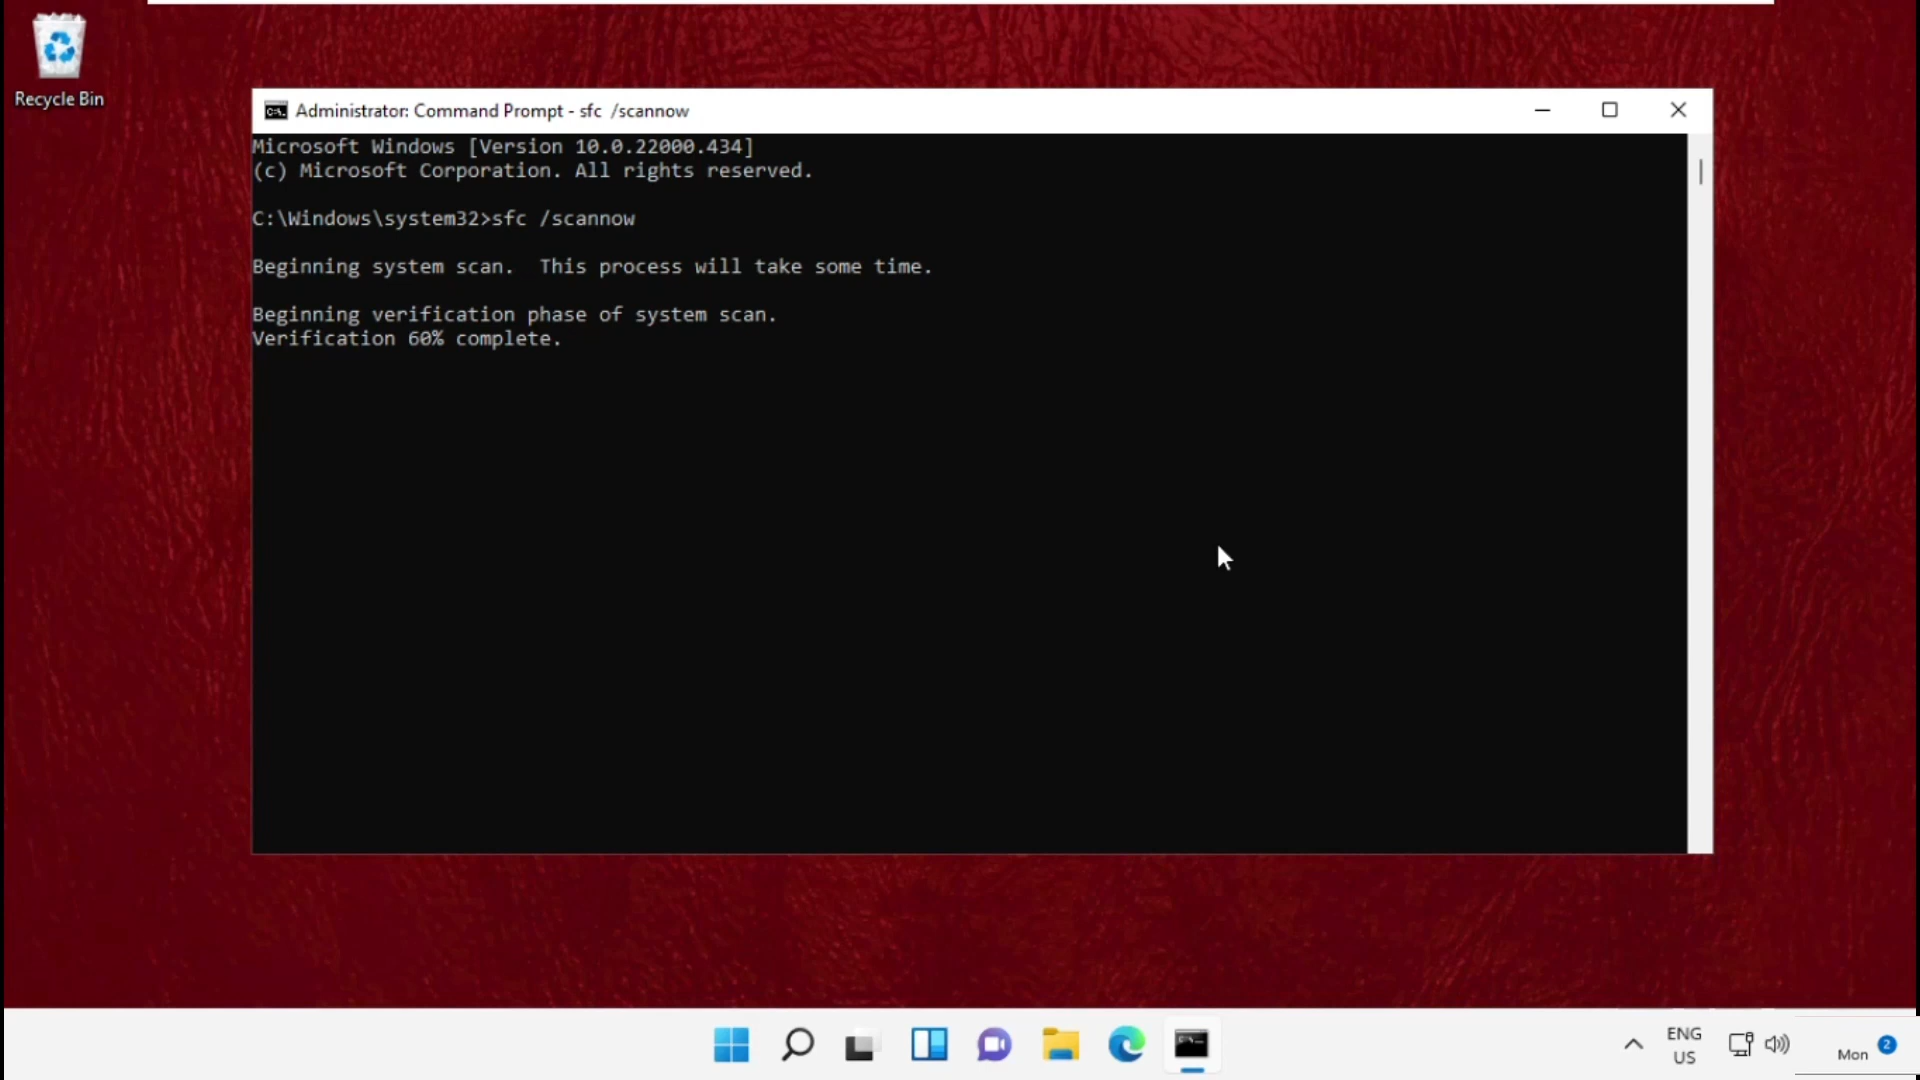 Recycle Bin
Administrator: Command Prompt - sfc  /scannow
Microsoft Windows [Version 10.0.22000.434]
(c) Microsoft Corporation. All rights reserved.
C:\Windows\system32>sfc /scannow
Beginning system scan.  This process will take some time.
Beginning verification phase of system scan.
Verification 60% complete.
ENG
US
Mon
2